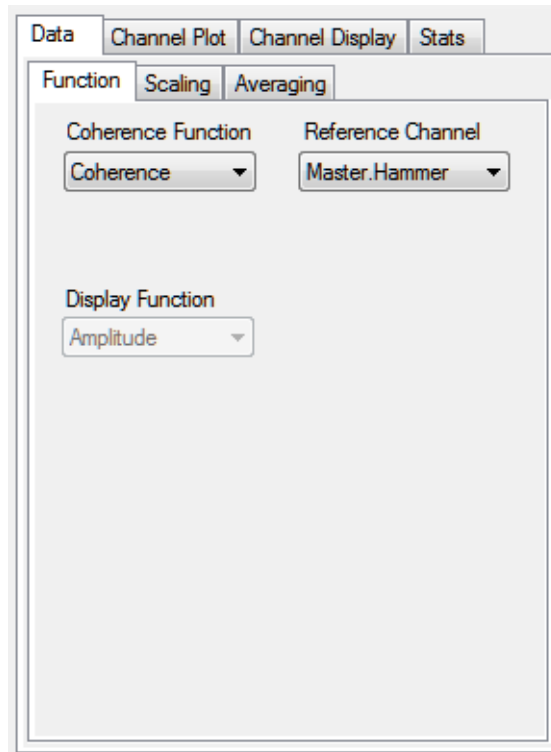 Data Channel Plot Channel Display Stats
Function Scaling Averaging
Coherence Function Reference Channel
Coherence Master.Hammer
Display Function
Amplitude